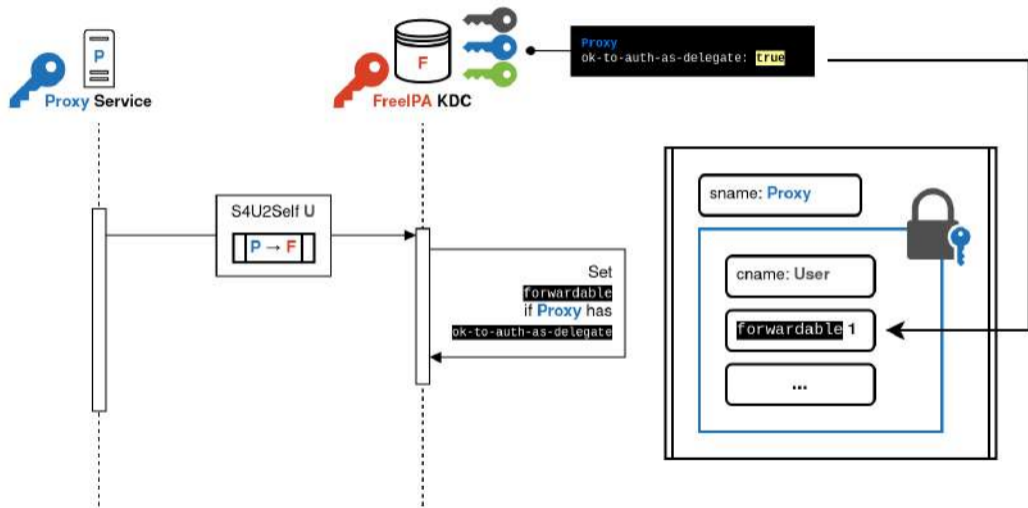 P
Proxy Service
F
FreeIPA KDC
Proxy
ok-to-auth-as-delegate: true
S4U2Self U
P → F
Set
forwardable
if Proxy has
ok-to-auth-as-delegate
sname: Proxy
cname: User
forwardable 1
...